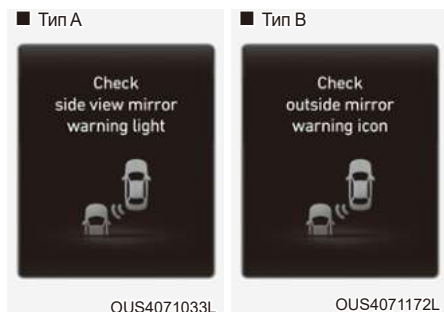 ■ Тип A
Check
side view mirror
warning light
OUS4071033L
■ Тип B
Check
outside mirror
warning icon
OUS4071172L